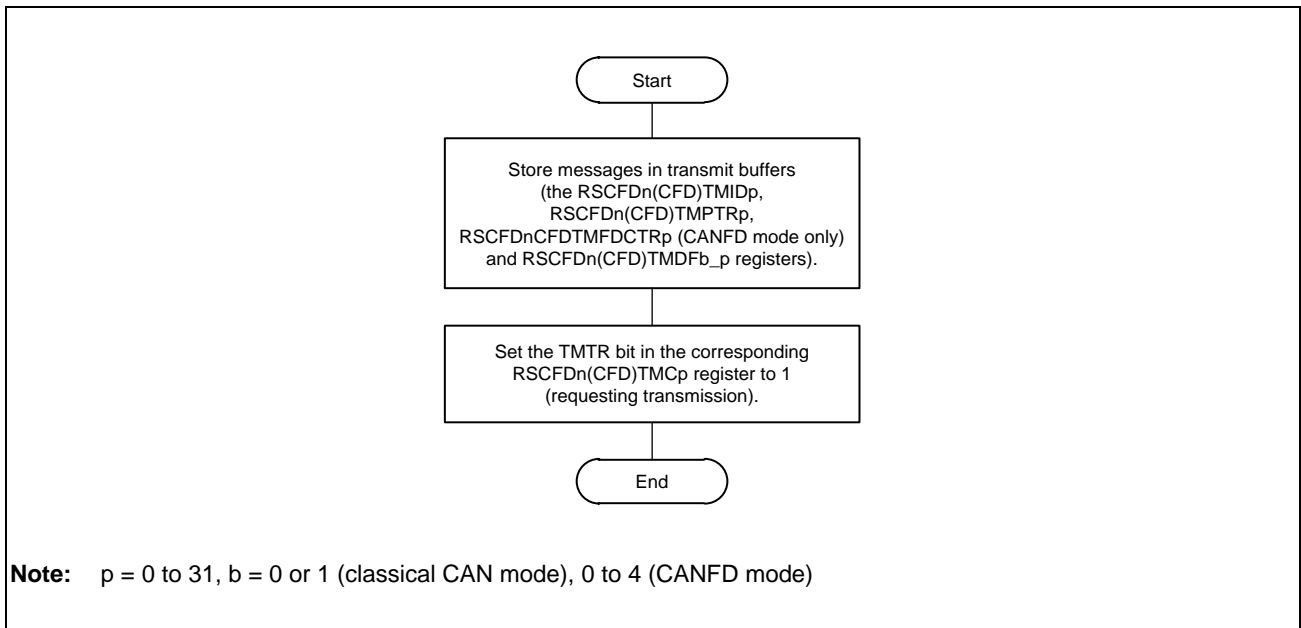 Start
Store messages in transmit buffers
(the RSCFDn(CFD)TMIDp,
RSCFDn(CFD)TMPTRp,
RSCFDnCFDTMFDCTRp (CANFD mode only)
and RSCFDn(CFD)TMDFb_p registers).
Set the TMTR bit in the corresponding
RSCFDn(CFD)TMCp register to 1
(requesting transmission).
End
Note: p = 0 to 31, b = 0 or 1 (classical CAN mode), 0 to 4 (CANFD mode)